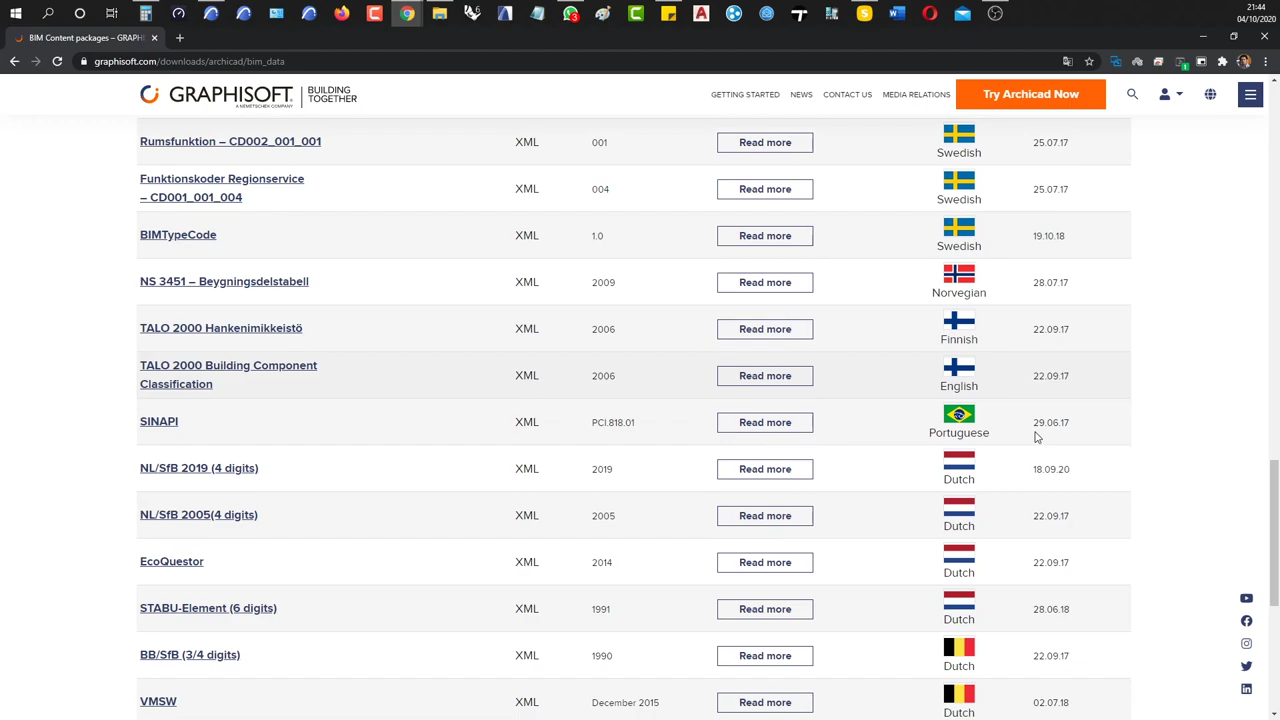 21:44
04/10/2020
BIM Content packages – GRAPHI
graphisoft.com/downloads/archicad/bim_data
GRAPHISOFT
A NEMETSCHEK COMPANY
BUILDING
TOGETHER
GETTING STARTED
NEWS
CONTACT US
MEDIA RELATIONS
Try Archicad Now
Rumsfunktion – CD002_001_001 XML 001 Read more Swedish 25.07.17
Funktionskoder Regionservice
– CD001_001_004 XML 004 Read more Swedish 25.07.17
BIMTypeCode XML 1.0 Read more Swedish 19.10.18
NS 3451 – Beygningsdelstabell XML 2009 Read more Norvegian 28.07.17
TALO 2000 Hankenimikkeistö XML 2006 Read more Finnish 22.09.17
TALO 2000 Building Component
Classification XML 2006 Read more English 22.09.17
SINAPI XML PCI.818.01 Read more Portuguese 29.06.17
NL/SfB 2019 (4 digits) XML 2019 Read more Dutch 18.09.20
NL/SfB 2005(4 digits) XML 2005 Read more Dutch 22.09.17
EcoQuestor XML 2014 Read more Dutch 22.09.17
STABU-Element (6 digits) XML 1991 Read more Dutch 28.06.18
BB/SfB (3/4 digits) XML 1990 Read more Dutch 22.09.17
VMSW XML December 2015 Read more Dutch 02.07.18